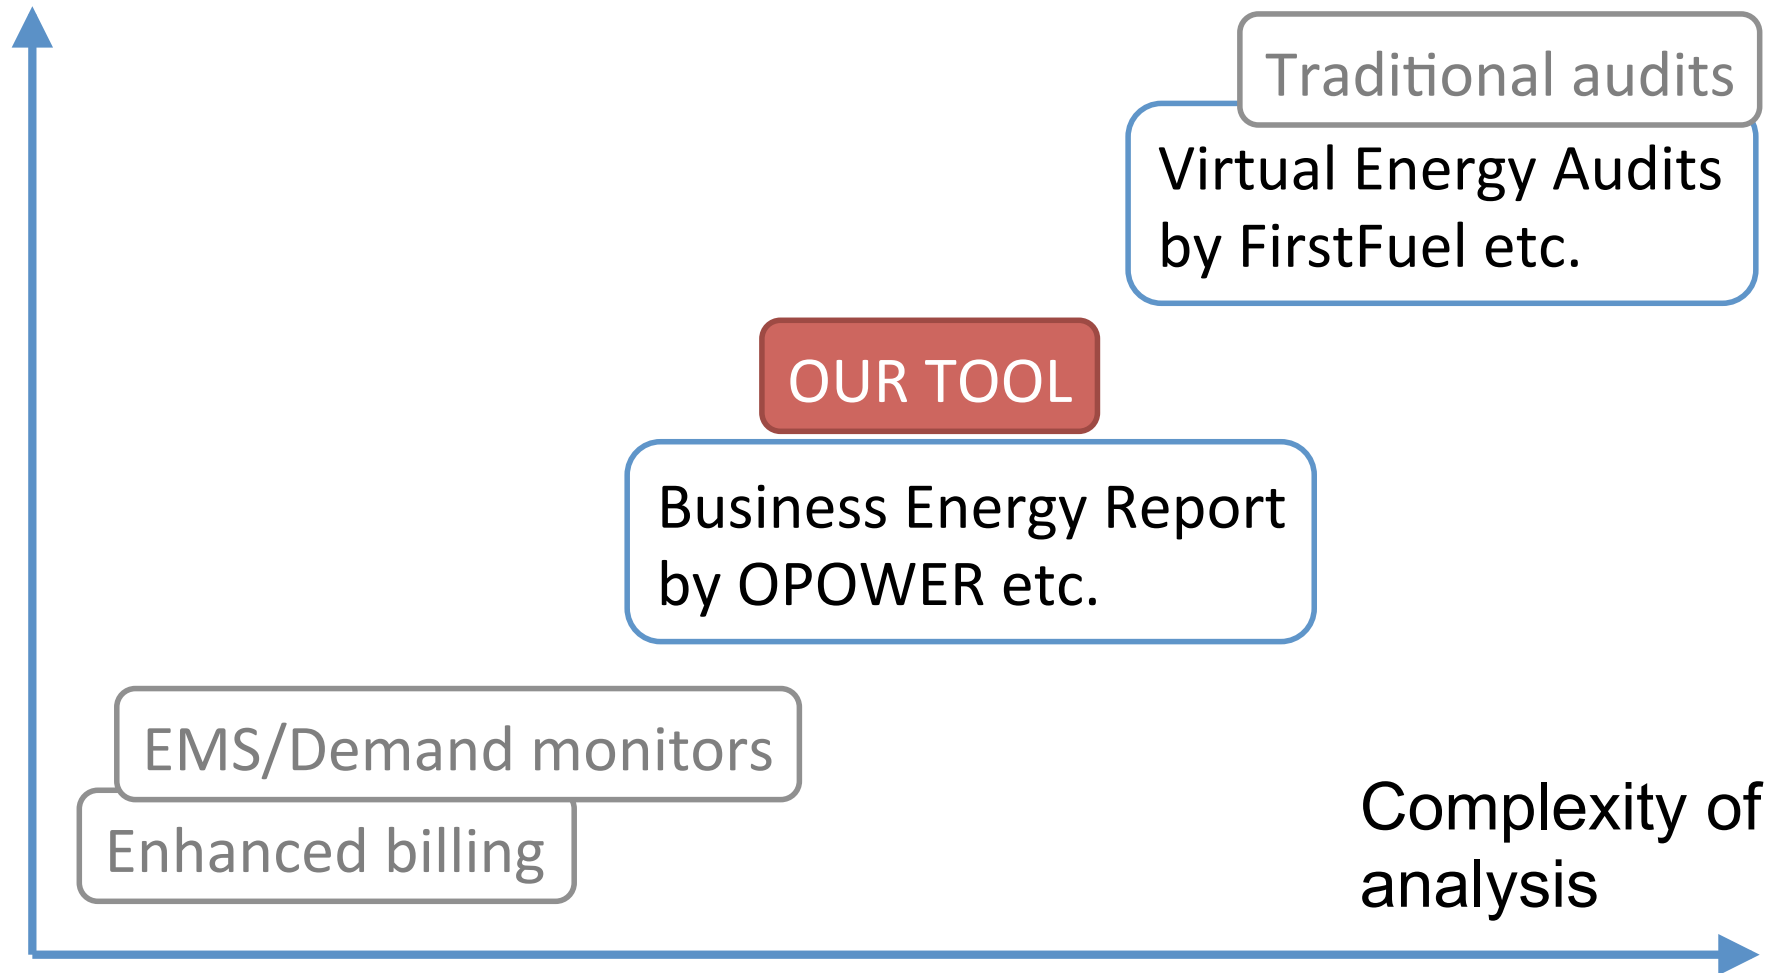 Traditional audits
Virtual Energy Audits
by FirstFuel etc.
OUR TOOL
Business Energy Report
by OPOWER etc.
EMS/Demand monitors
Enhanced billing
Complexity of
analysis